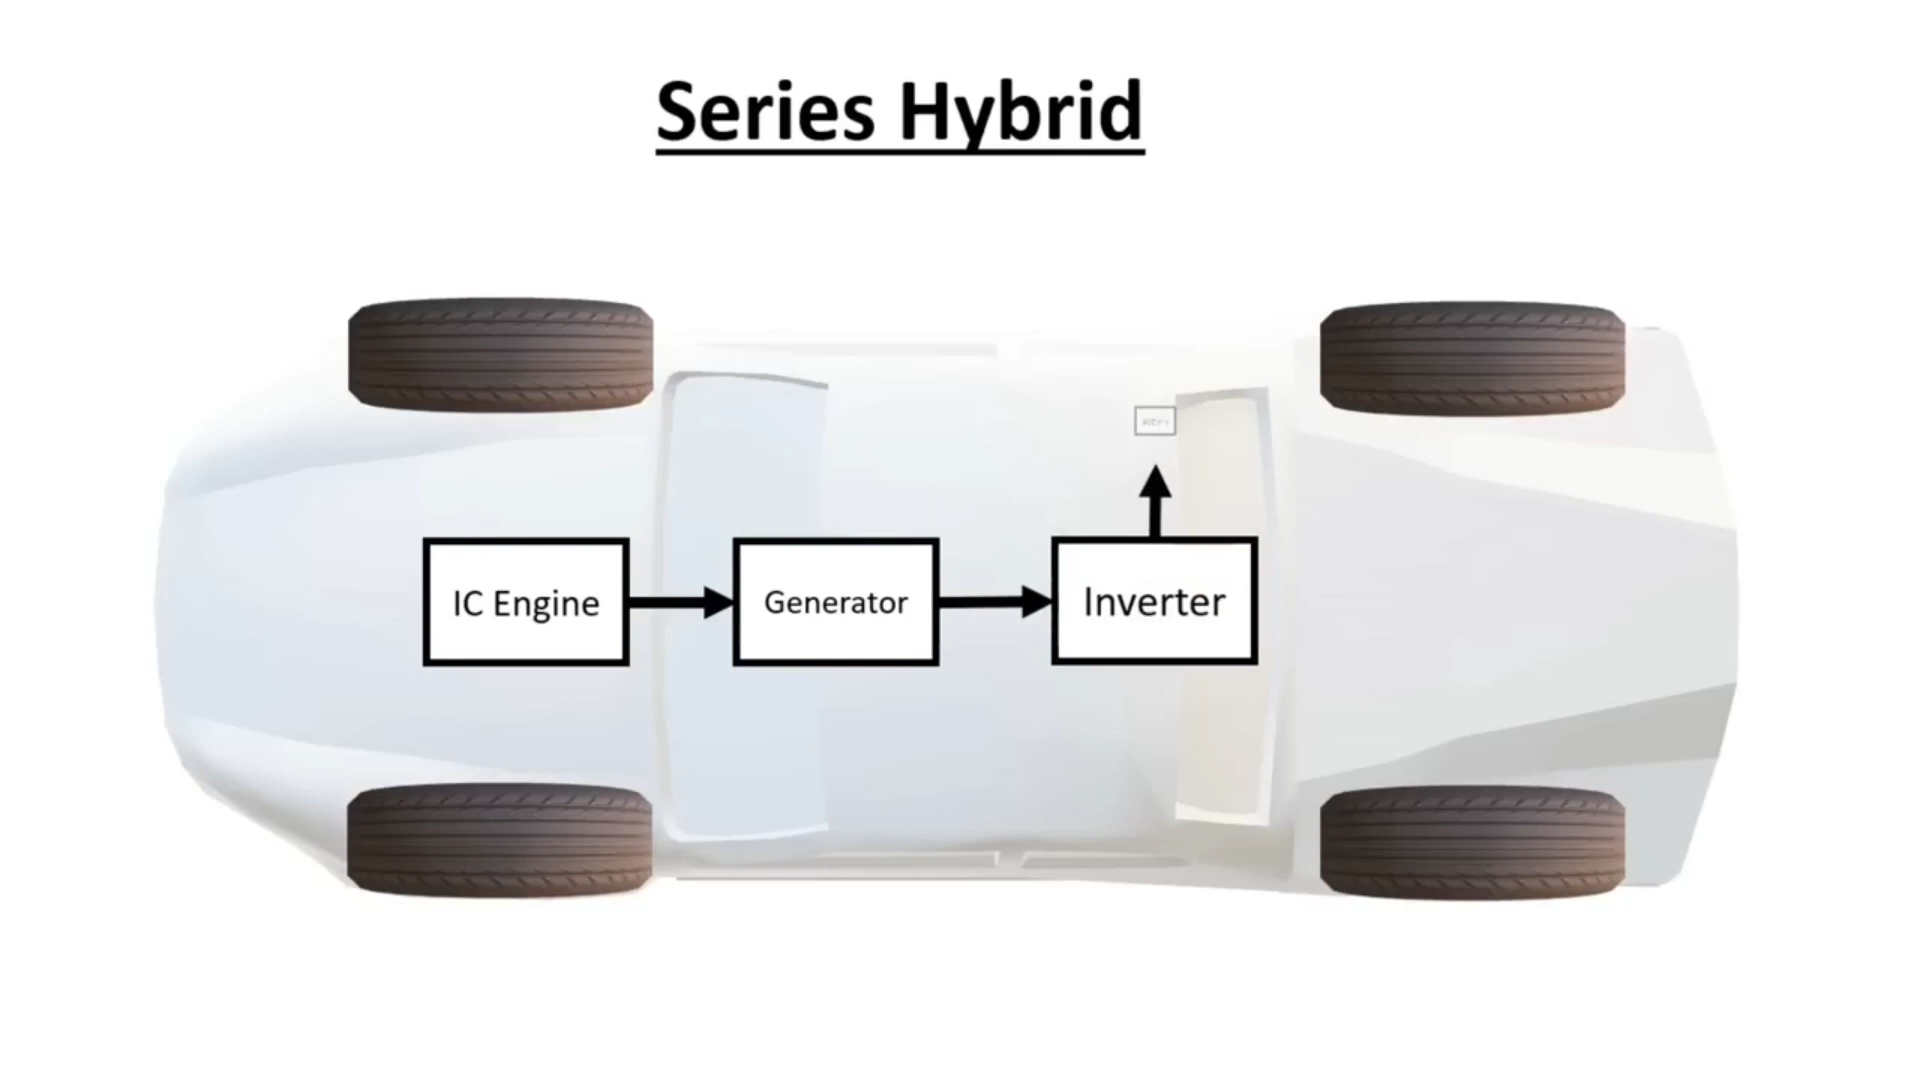 Series Hybrid
IC Engine
Generator
Inverter